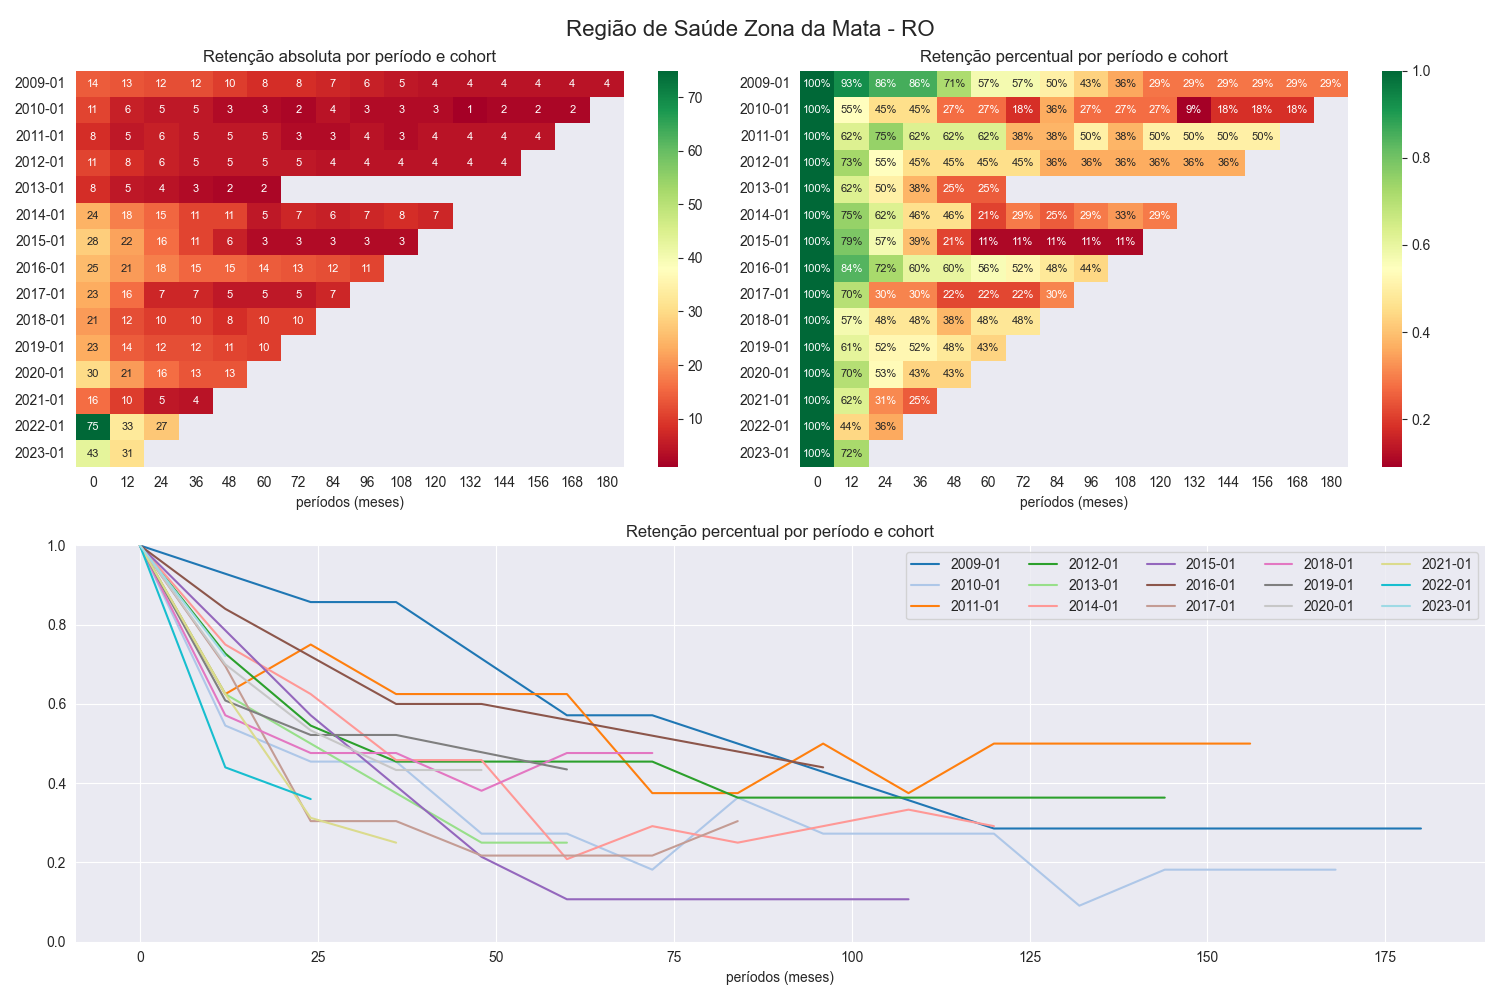 Região de Saúde Zona da Mata - RO
Retenção absoluta por período e cohort
2009-01 14 13 12 12 10 8 8 7 6 5 4 4 4 4 4 4
2010-01 11 6 5 5 3 3 2 4 3 3 3 1 2 2 2
2011-01 8 5 6 5 5 5 3 3 4 3 4 4 4 4
2012-01 11 8 6 5 5 5 5 4 4 4 4 4 4
2013-01 8 5 4 3 2 2
2014-01 24 18 15 11 11 5 7 6 7 8 7
2015-01 28 22 16 11 6 3 3 3 3 3
2016-01 25 21 18 15 15 14 13 12 11
2017-01 23 16 7 7 5 5 5 7
2018-01 21 12 10 10 8 10 10
2019-01 23 14 12 12 11 10
2020-01 30 21 16 13 13
2021-01 16 10 5 4
2022-01 75 33 27
2023-01 43 31
0 12 24 36 48 60 72 84 96 108 120 132 144 156 168 180
períodos (meses)
70
60
50
40
30
20
10
Retenção percentual por período e cohort
2009-01 100% 93% 86% 86% 71% 57% 57% 50% 43% 36% 29% 29% 29% 29% 29% 29%
2010-01 100% 55% 45% 45% 27% 27% 18% 36% 27% 27% 27% 9% 18% 18% 18%
2011-01 100% 62% 75% 62% 62% 62% 38% 38% 50% 38% 50% 50% 50% 50%
2012-01 100% 73% 55% 45% 45% 45% 45% 36% 36% 36% 36% 36% 36%
2013-01 100% 62% 50% 38% 25% 25%
2014-01 100% 75% 62% 46% 46% 21% 29% 25% 29% 33% 29%
2015-01 100% 79% 57% 39% 21% 11% 11% 11% 11% 11%
2016-01 100% 84% 72% 60% 60% 56% 52% 48% 44%
2017-01 100% 70% 30% 30% 22% 22% 22% 30%
2018-01 100% 57% 48% 48% 38% 48% 48%
2019-01 100% 61% 52% 52% 48% 43%
2020-01 100% 70% 53% 43% 43%
2021-01 100% 62% 31% 25%
2022-01 100% 44% 36%
2023-01 100% 72%
0 12 24 36 48 60 72 84 96 108 120 132 144 156 168 180
períodos (meses)
1.0
0.8
0.6
0.4
0.2
Retenção percentual por período e cohort
1.0
0.8
0.6
0.4
0.2
0.0
2009-01 2012-01 2015-01 2018-01 2021-01
2010-01 2013-01 2016-01 2019-01 2022-01
2011-01 2014-01 2017-01 2020-01 2023-01
0 25 50 75 100 125 150 175
períodos (meses)